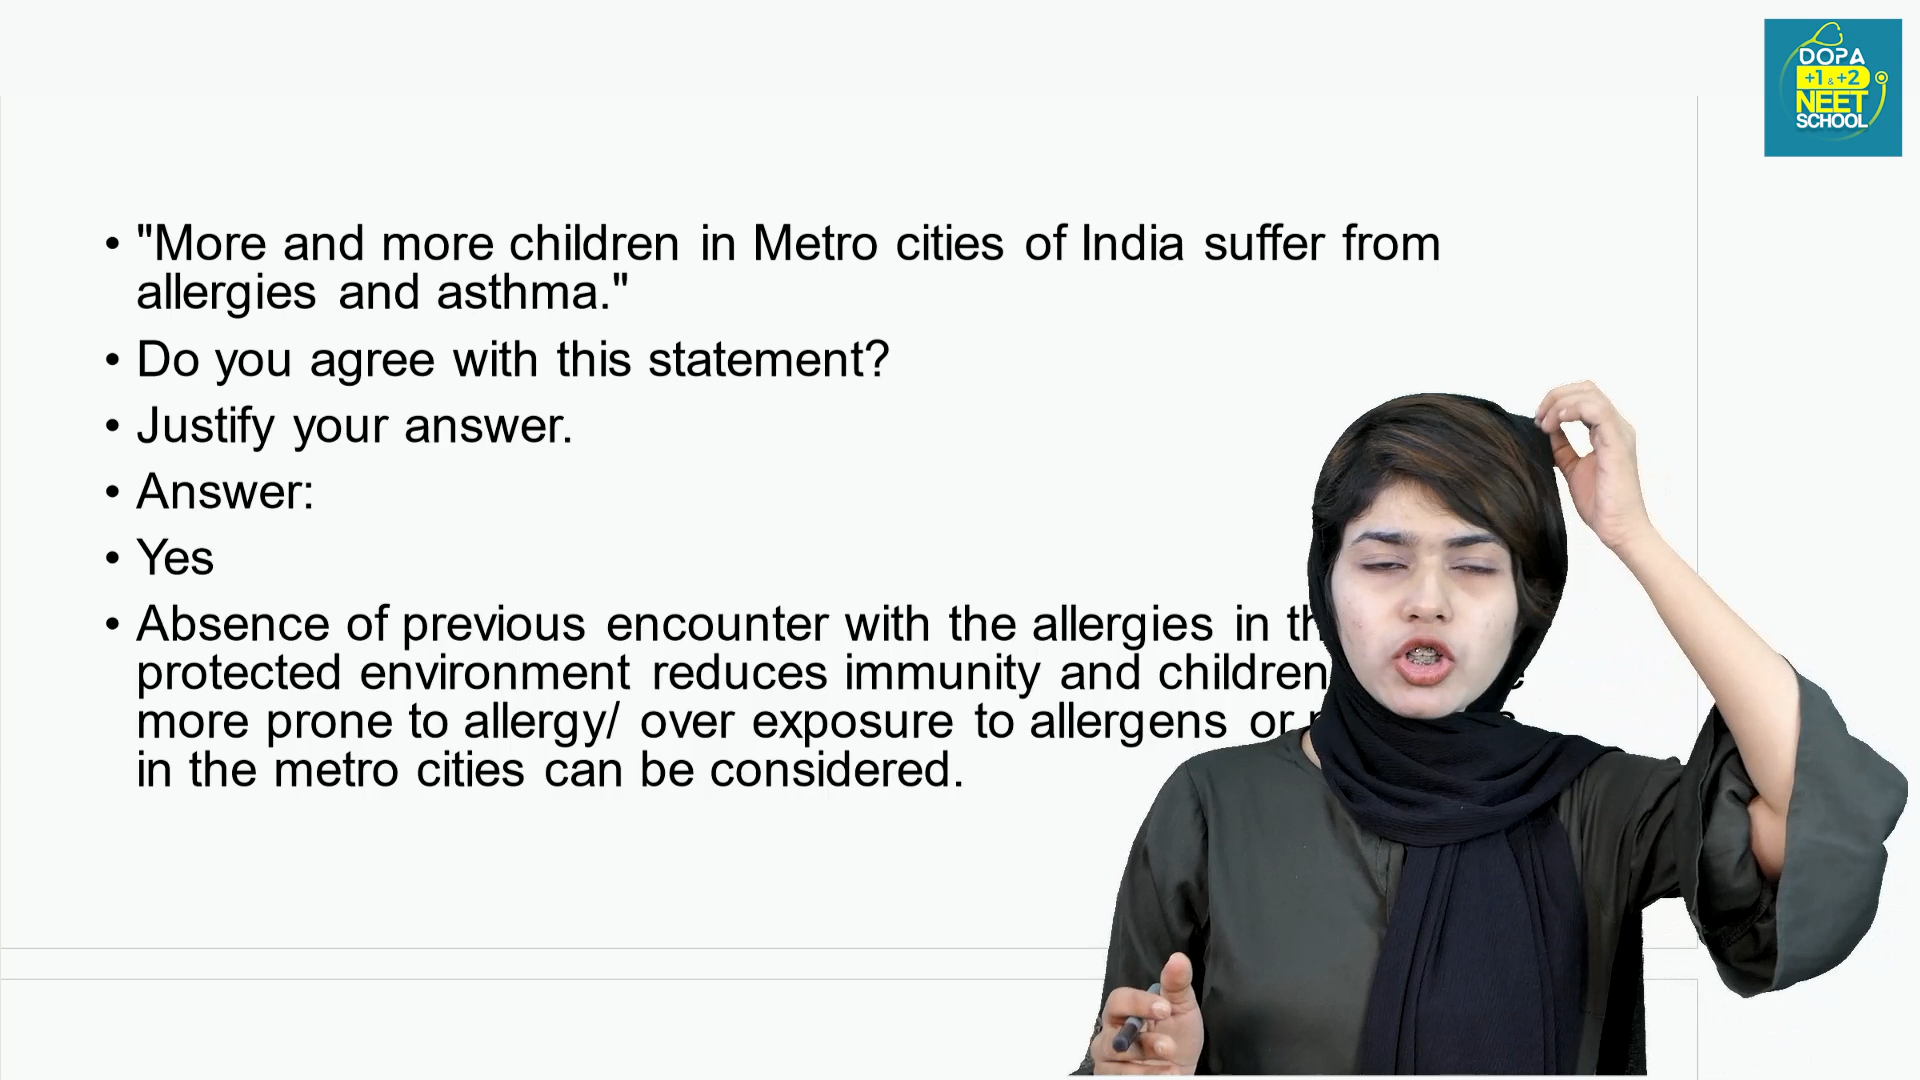 • "More and more children in Metro cities of India suffer from
allergies and asthma."
• Do you agree with this statement?
• Justify your answer.
• Answer:
• Yes
• Absence of previous encounter with the allergies in
protected environment reduces immunity and children
more prone to allergy/ over exposure to allergens or
in the metro cities can be considered.
DOPA
+1 & +2
NEET
SCHOOL